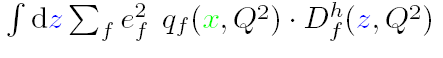 ∫ dz ∑_f e_f^2 q_f(x, Q^2) · D_f^h(z, Q^2)